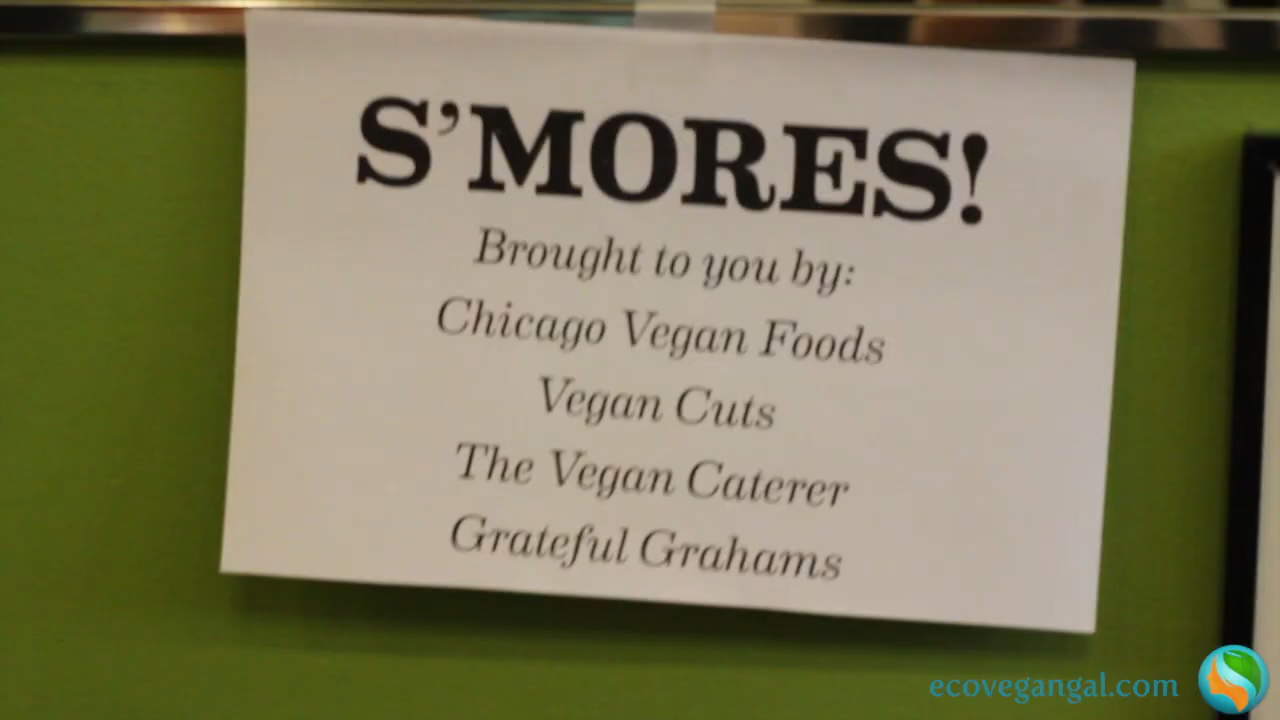 S'MORES!
Brought to you by:
Chicago Vegan Foods
Vegan Cuts
The Vegan Caterer
Grateful Grahams
ecovegangal.com